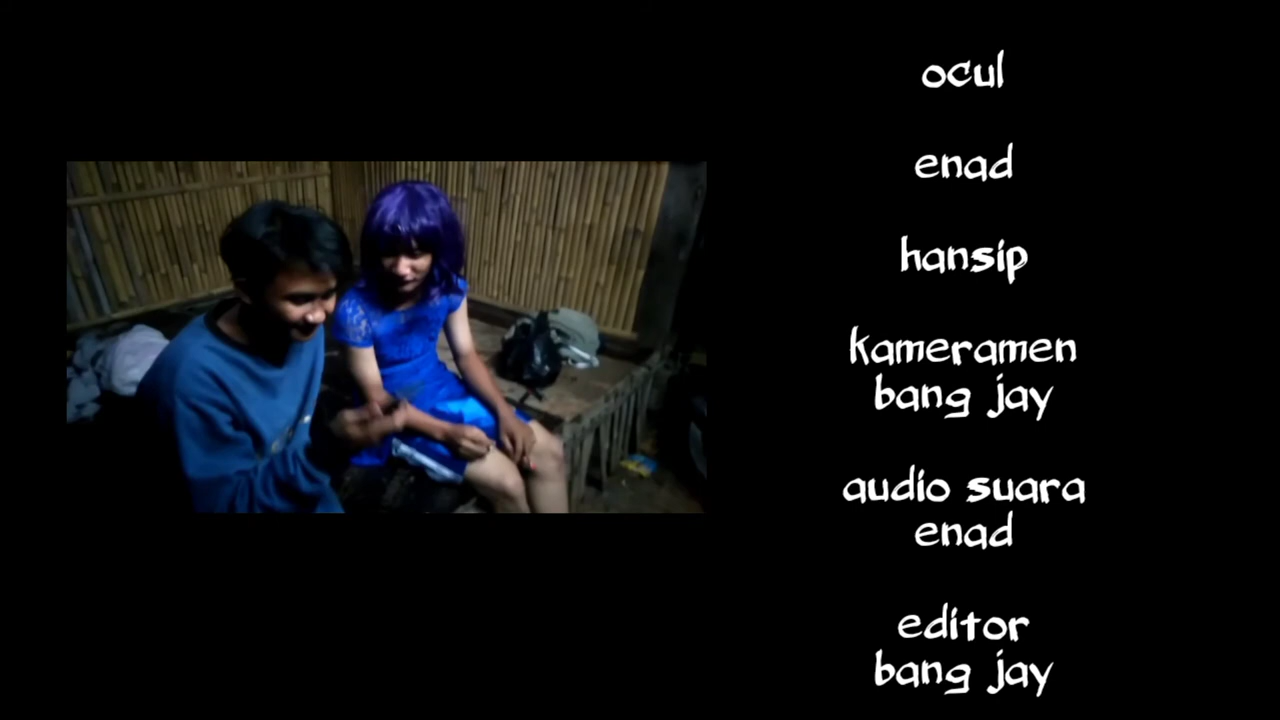 ocul
enad
hansip
kameramen
bang jay
audio suara
enad
editor
bang jay